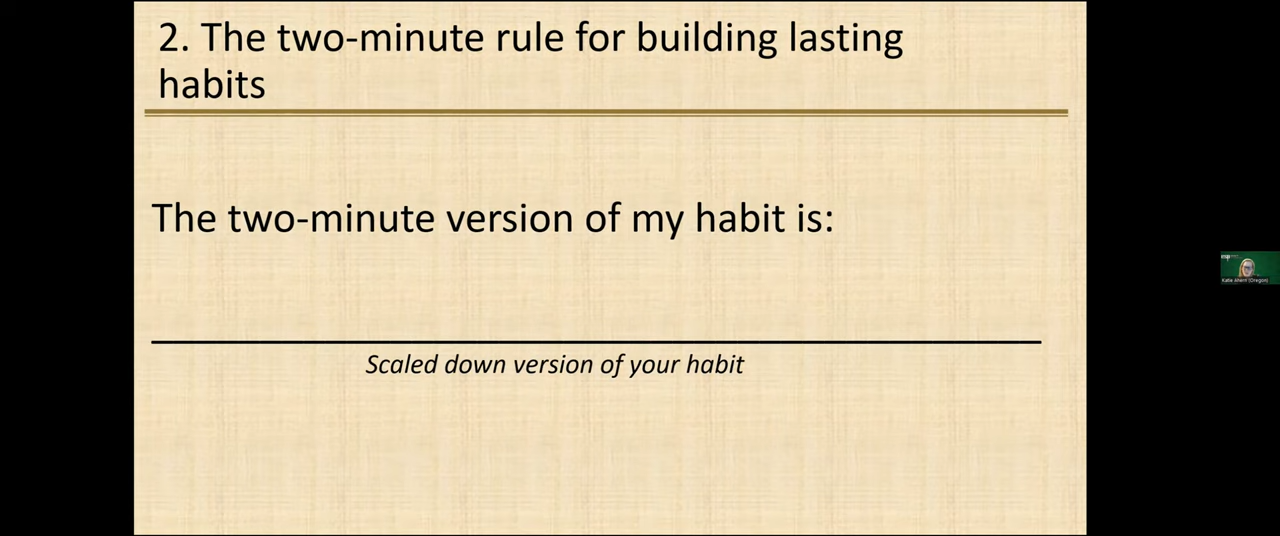 2. The two-minute rule for building lasting
habits
The two-minute version of my habit is:
Scaled down version of your habit
(Oregon)